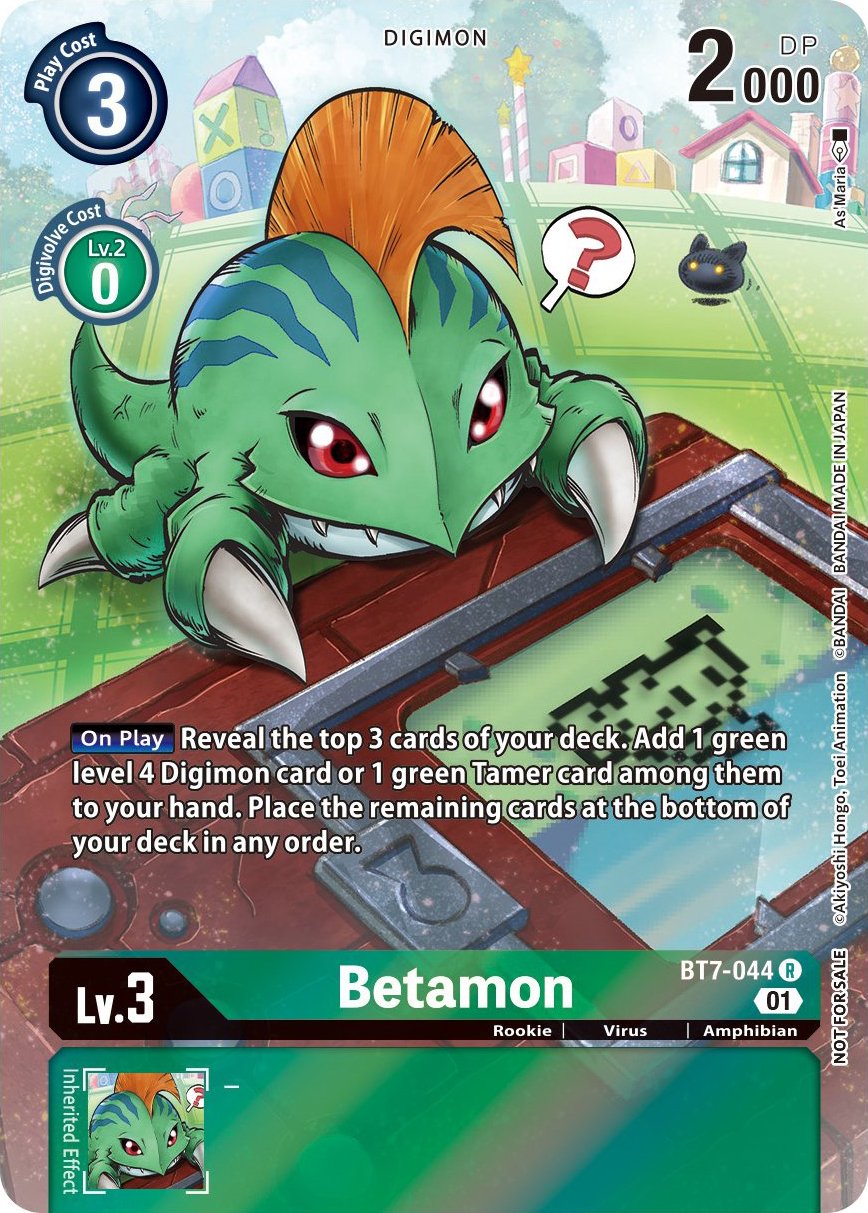 DIGIMON
Play Cost
3
DP
2000
Digivolve Cost
Lv.2
0
X!
?
As'Maria
On Play Reveal the top 3 cards of your deck. Add 1 green
level 4 Digimon card or 1 green Tamer card among them
to your hand. Place the remaining cards at the bottom of
your deck in any order.
©Akiyoshi Hongo, Toei Animation ©BANDAI BANDAI MADE IN JAPAN
NOT FOR SALE
Lv.3
Betamon
BT7-044 R
01
Rookie | Virus | Amphibian
Inherited Effect
–